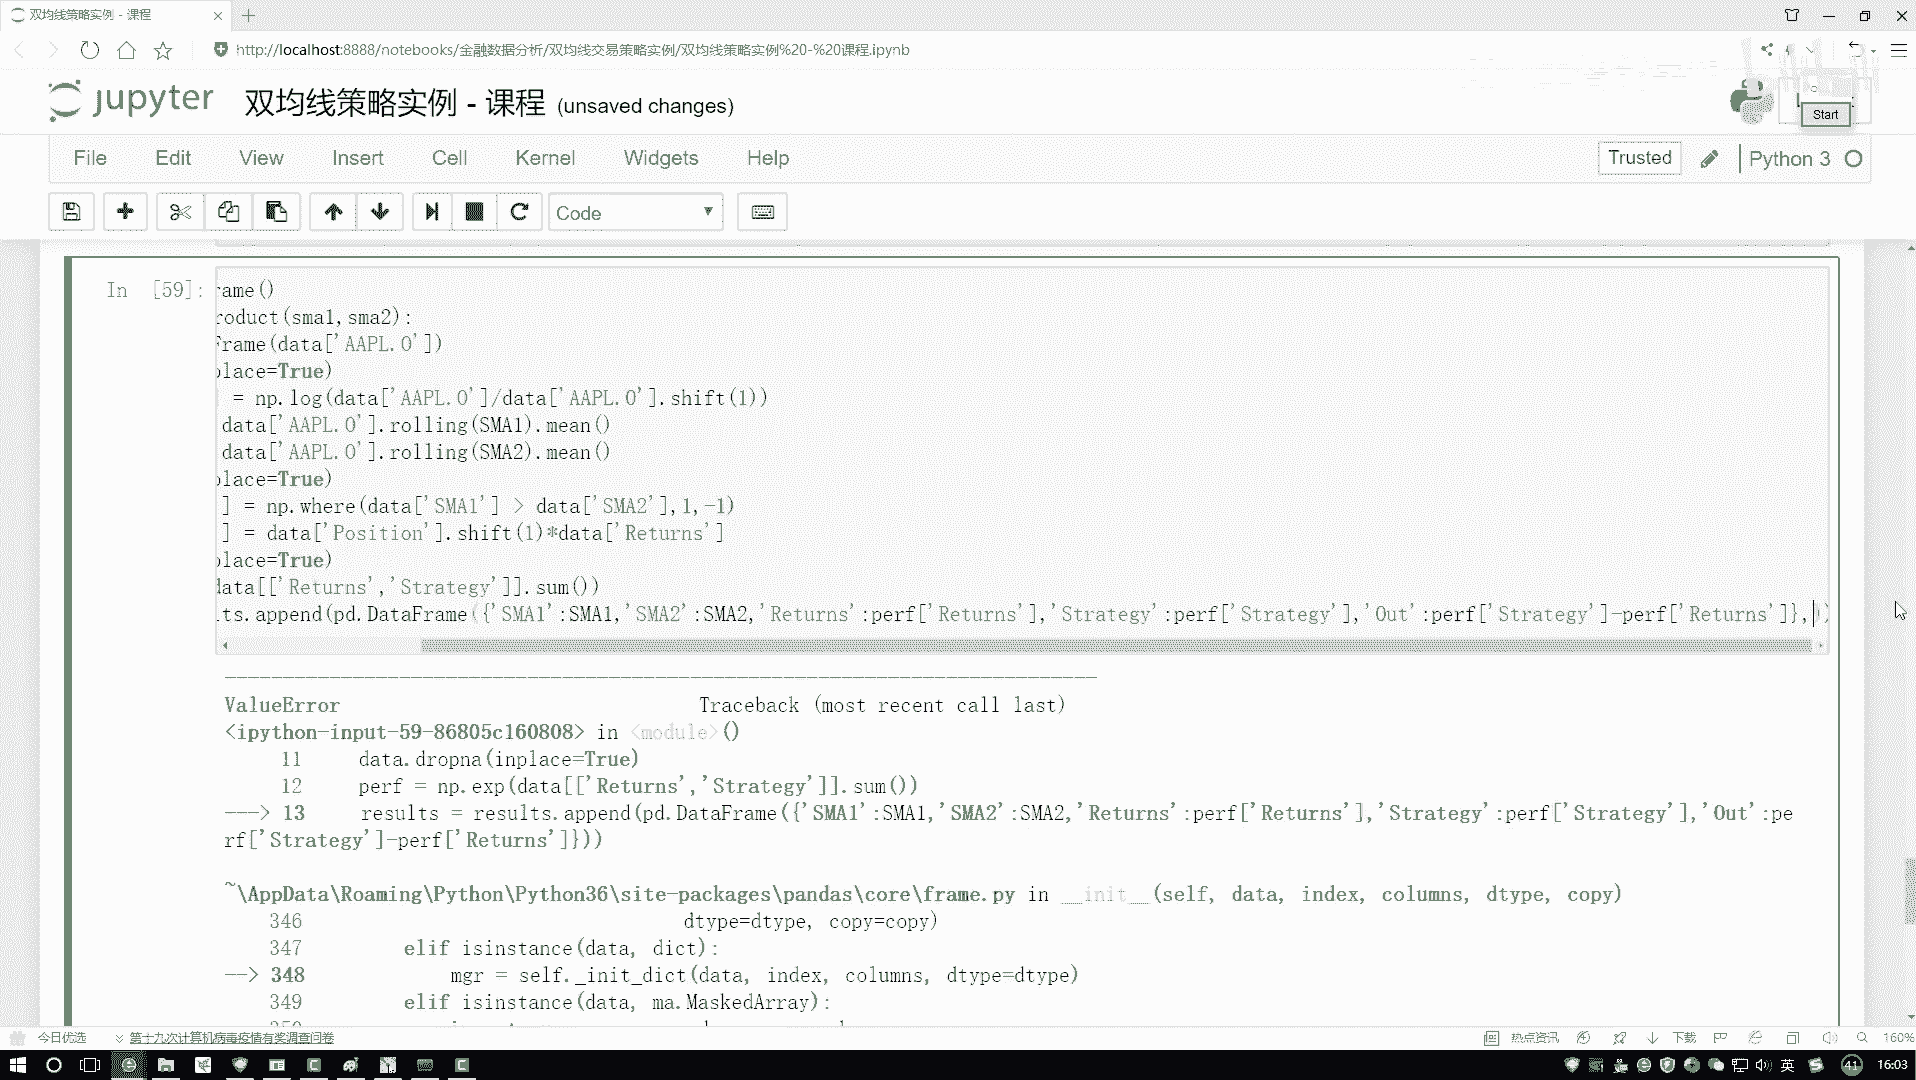 双均线策略实例 - 课程
http://localhost:8888/notebooks/金融数据分析/双均线交易策略实例/双均线策略实例%20-%20课程.ipynb
jupyter 双均线策略实例 - 课程 (unsaved changes)
Start
File Edit View Insert Cell Kernel Widgets Help
Trusted Python 3
Code
In [59]:
rame()
roduct(sma1,sma2):
Frame(data['AAPL.O'])
place=True)
] = np.log(data['AAPL.O']/data['AAPL.O'].shift(1))
data['AAPL.O'].rolling(SMA1).mean()
data['AAPL.O'].rolling(SMA2).mean()
place=True)
] = np.where(data['SMA1'] > data['SMA2'],1,-1)
] = data['Position'].shift(1)*data['Returns']
place=True)
data[['Returns','Strategy']].sum())
lts.append(pd.DataFrame({'SMA1':SMA1,'SMA2':SMA2,'Returns':perf['Returns'],'Strategy':perf['Strategy'],'Out':perf['Strategy']-perf['Returns']},))
ValueError Traceback (most recent call last)
<ipython-input-59-86805c160808> in <module>()
11 data.dropna(inplace=True)
12 perf = np.exp(data[['Returns','Strategy']].sum())
---> 13 results = results.append(pd.DataFrame({'SMA1':SMA1,'SMA2':SMA2,'Returns':perf['Returns'],'Strategy':perf['Strategy'],'Out':pe
rf['Strategy']-perf['Returns']}))
~\AppData\Roaming\Python\Python36\site-packages\pandas\core\frame.py in __init__(self, data, index, columns, dtype, copy)
346 dtype=dtype, copy=copy)
347 elif isinstance(data, dict):
--> 348 mgr = self._init_dict(data, index, columns, dtype=dtype)
349 elif isinstance(data, ma.MaskedArray):
今日优选 第十九次计算机病毒疫情有奖调查问卷 热点资讯 下载 160%
英 41 16:03